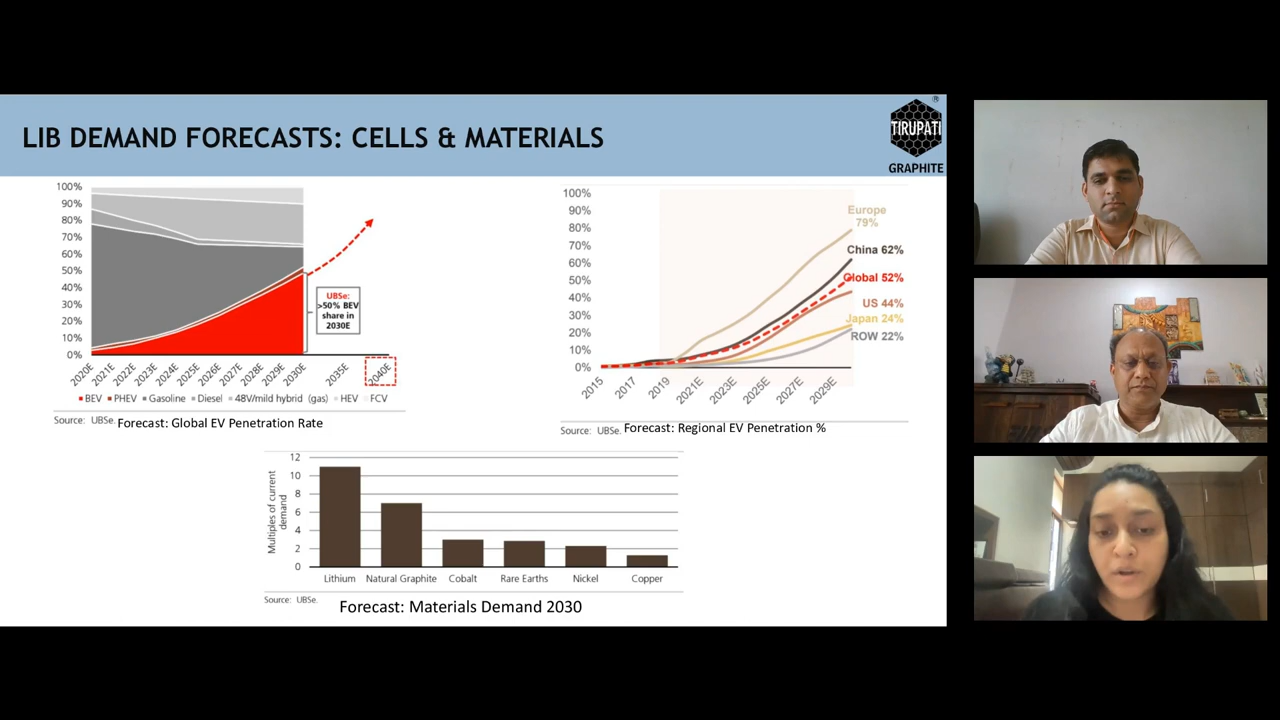 LIB DEMAND FORECASTS: CELLS & MATERIALS
®
TIRUPATI
GRAPHITE
100%
90%
80%
70%
60%
50%
40%
30%
20%
10%
0%
UBSe:
>50% BEV
share in
2030E
2020E 2021E 2022E 2023E 2024E 2025E 2026E 2027E 2028E 2029E 2030E 2035E 2040E
BEV PHEV Gasoline Diesel 48V/mild hybrid (gas) HEV FCV
Source: UBSe. Forecast: Global EV Penetration Rate
100%
90%
80%
70%
60%
50%
40%
30%
20%
10%
0%
Europe
79%
China 62%
Global 52%
US 44%
Japan 24%
ROW 22%
2015 2017 2019 2021E 2023E 2025E 2027E 2029E
Source: UBSe. Forecast: Regional EV Penetration %
Multiples of current
demand
12
10
8
6
4
2
0
Lithium Natural Graphite Cobalt Rare Earths Nickel Copper
Source: UBSe.
Forecast: Materials Demand 2030